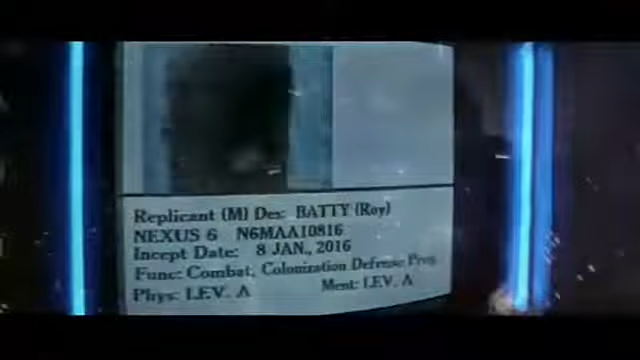 Replicant (M) Des: BATTY (Roy)
NEXUS 6 N6MAA10816
Incept Date: 8 JAN., 2016
Func: Combat, Colonization Defense Prog
Phys: LEV. A Ment: LEV. A